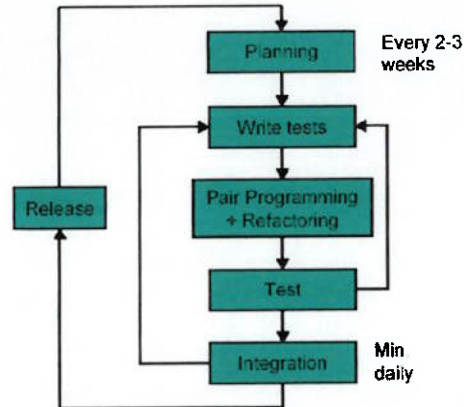 Planning
Every 2-3
weeks
Write tests
Pair Programming
+ Refactoring
Release
Test
Integration
Min
daily